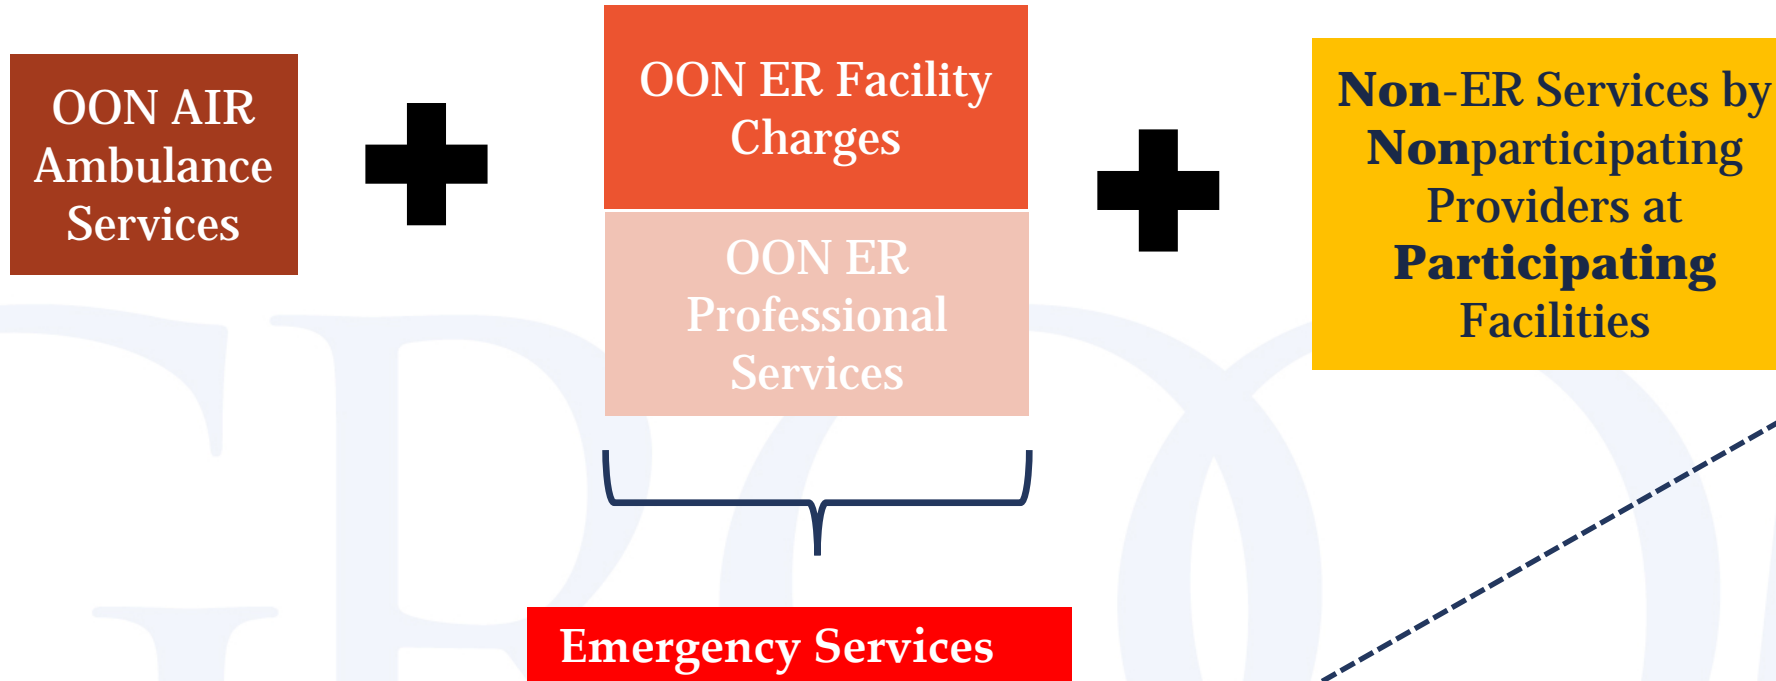 OON AIR
Ambulance
Services
OON ER Facility
Charges
OON ER
Professional
Services
Non-ER Services by
Nonparticipating
Providers at
Participating
Facilities
Emergency Services